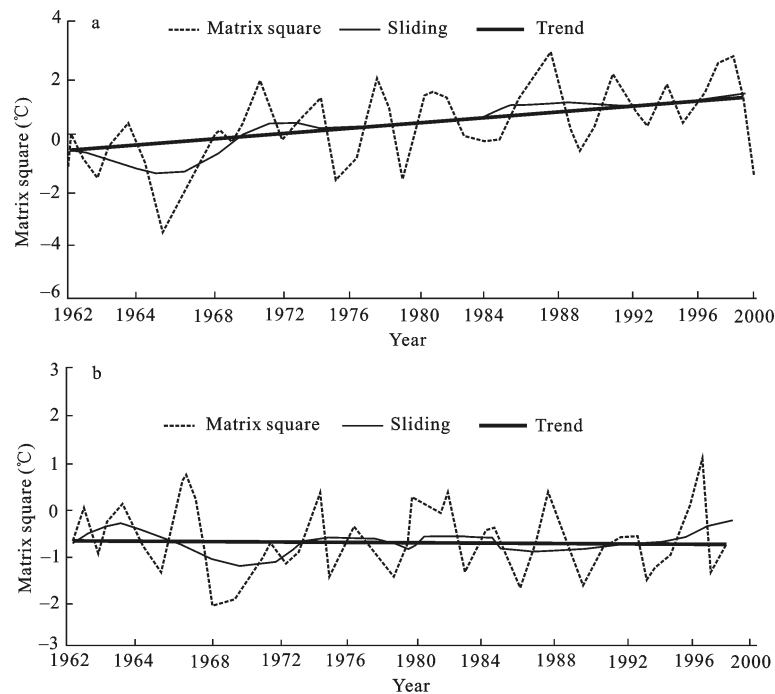 a
Matrix square Sliding Trend
Matrix square (℃)
4
2
0
−2
−4
−6
1962 1964 1968 1972 1976 1980 1984 1988 1992 1996 2000
Year
b
Matrix square Sliding Trend
Matrix square (℃)
3
2
1
0
−1
−2
−3
1962 1964 1968 1972 1976 1980 1984 1988 1992 1996 2000
Year